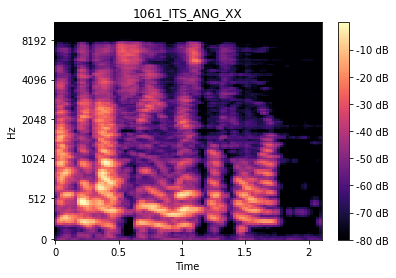 1061_ITS_ANG_XX
8192
4096
2048
1024
512
0
Hz
0
0.5
1
1.5
2
Time
-10 dB
-20 dB
-30 dB
-40 dB
-50 dB
-60 dB
-70 dB
-80 dB